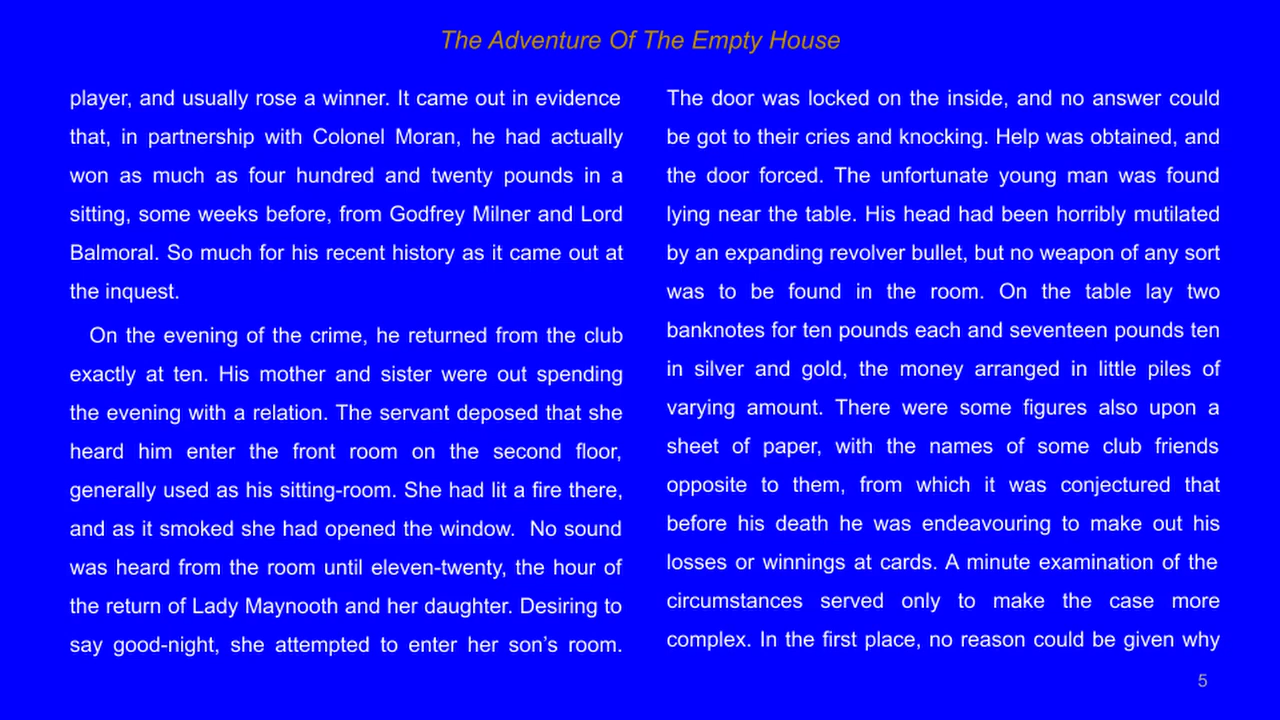 The Adventure Of The Empty House
player, and usually rose a winner. It came out in evidence
that, in partnership with Colonel Moran, he had actually
won as much as four hundred and twenty pounds in a
sitting, some weeks before, from Godfrey Milner and Lord
Balmoral. So much for his recent history as it came out at
the inquest.
On the evening of the crime, he returned from the club
exactly at ten. His mother and sister were out spending
the evening with a relation. The servant deposed that she
heard him enter the front room on the second floor,
generally used as his sitting-room. She had lit a fire there,
and as it smoked she had opened the window.  No sound
was heard from the room until eleven-twenty, the hour of
the return of Lady Maynooth and her daughter. Desiring to
say good-night, she attempted to enter her son’s room.
The door was locked on the inside, and no answer could
be got to their cries and knocking. Help was obtained, and
the door forced. The unfortunate young man was found
lying near the table. His head had been horribly mutilated
by an expanding revolver bullet, but no weapon of any sort
was to be found in the room. On the table lay two
banknotes for ten pounds each and seventeen pounds ten
in silver and gold, the money arranged in little piles of
varying amount. There were some figures also upon a
sheet of paper, with the names of some club friends
opposite to them, from which it was conjectured that
before his death he was endeavouring to make out his
losses or winnings at cards. A minute examination of the
circumstances served only to make the case more
complex. In the first place, no reason could be given why
5